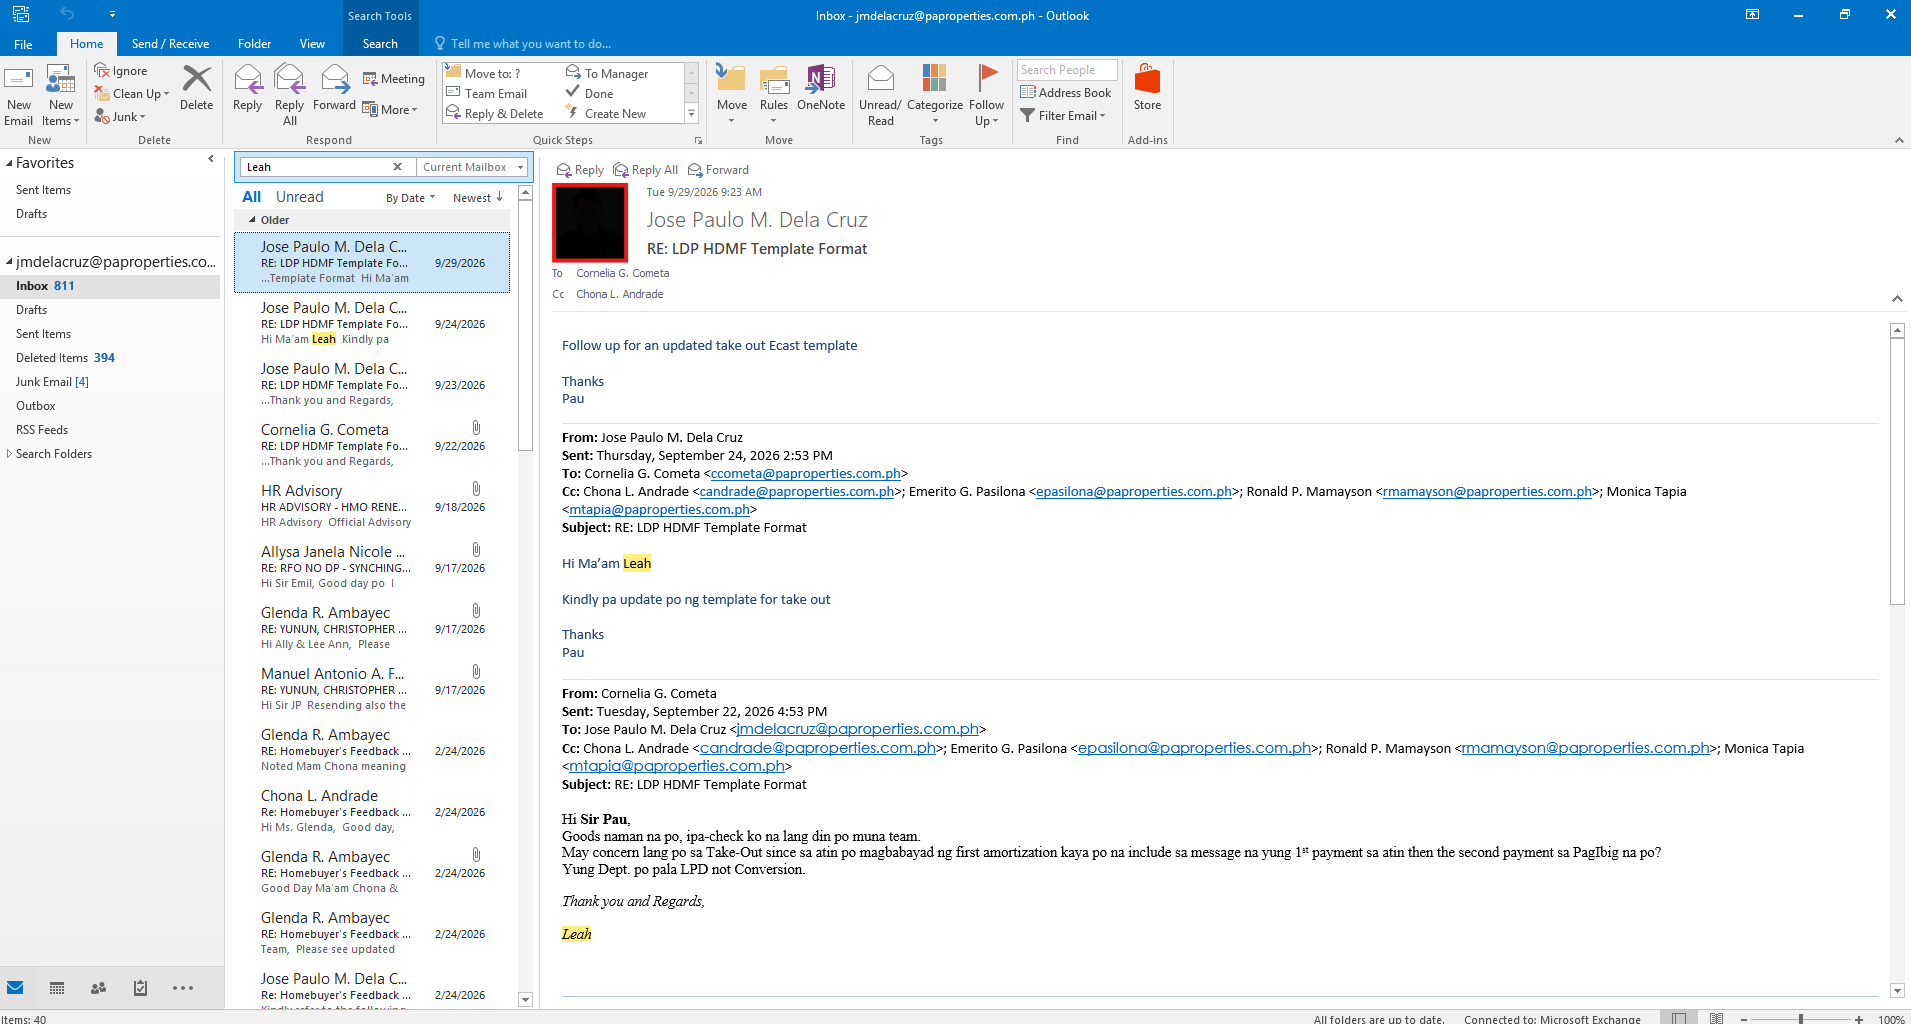 Search Tools
Inbox - jmdelacruz@paproperties.com.ph - Outlook
File
Home
Send / Receive
Folder
View
Search
Tell me what you want to do...
New Email
New Items
New
Ignore
Clean Up
Junk
Delete
Delete
Reply
Reply All
Forward
Meeting
More
Respond
Move to: ?
Team Email
Reply & Delete
To Manager
Done
Create New
Quick Steps
Move
Rules
OneNote
Move
Unread/ Read
Categorize
Follow Up
Tags
Search People
Address Book
Filter Email
Find
Store
Add-ins
Favorites
Sent Items
Drafts
jmdelacruz@paproperties.co...
Inbox 811
Drafts
Sent Items
Deleted Items 394
Junk Email [4]
Outbox
RSS Feeds
Search Folders
Leah
Current Mailbox
All Unread By Date Newest
Older
Jose Paulo M. Dela C...
RE: LDP HDMF Template Fo... 9/29/2026
...Template Format Hi Ma'am
Jose Paulo M. Dela C...
RE: LDP HDMF Template Fo... 9/24/2026
Hi Ma'am Leah Kindly pa
Jose Paulo M. Dela C...
RE: LDP HDMF Template Fo... 9/23/2026
...Thank you and Regards,
Cornelia G. Cometa
RE: LDP HDMF Template Fo... 9/22/2026
...Thank you and Regards,
HR Advisory
HR ADVISORY - HMO RENE... 9/18/2026
HR Advisory Official Advisory
Allysa Janela Nicole ...
RE: RFO NO DP - SYNCHING... 9/17/2026
Hi Sir Emil, Good day po I
Glenda R. Ambayec
RE: YUNUN, CHRISTOPHER ... 9/17/2026
Hi Ally & Lee Ann, Please
Manuel Antonio A. F...
RE: YUNUN, CHRISTOPHER ... 9/17/2026
Hi Sir JP Resending also the
Glenda R. Ambayec
RE: Homebuyer's Feedback ... 2/24/2026
Noted Mam Chona meaning
Chona L. Andrade
Re: Homebuyer's Feedback ... 2/24/2026
Hi Ms. Glenda, Good day,
Glenda R. Ambayec
RE: Homebuyer's Feedback ... 2/24/2026
Good Day Ma'am Chona &
Glenda R. Ambayec
RE: Homebuyer's Feedback ... 2/24/2026
Team, Please see updated
Jose Paulo M. Dela C...
Re: Homebuyer's Feedback ... 2/24/2026
Kindly refer to the following
Reply Reply All Forward
Tue 9/29/2026 9:23 AM
Jose Paulo M. Dela Cruz
RE: LDP HDMF Template Format
To Cornelia G. Cometa
Cc Chona L. Andrade
Follow up for an updated take out Ecast template
Thanks
Pau
From: Jose Paulo M. Dela Cruz
Sent: Thursday, September 24, 2026 2:53 PM
To: Cornelia G. Cometa <ccometa@paproperties.com.ph>
Cc: Chona L. Andrade <candrade@paproperties.com.ph>; Emerito G. Pasilona <epasilona@paproperties.com.ph>; Ronald P. Mamayson <rmamayson@paproperties.com.ph>; Monica Tapia
<mtapia@paproperties.com.ph>
Subject: RE: LDP HDMF Template Format
Hi Ma’am Leah
Kindly pa update po ng template for take out
Thanks
Pau
From: Cornelia G. Cometa
Sent: Tuesday, September 22, 2026 4:53 PM
To: Jose Paulo M. Dela Cruz <jmdelacruz@paproperties.com.ph>
Cc: Chona L. Andrade <candrade@paproperties.com.ph>; Emerito G. Pasilona <epasilona@paproperties.com.ph>; Ronald P. Mamayson <rmamayson@paproperties.com.ph>; Monica Tapia
<mtapia@paproperties.com.ph>
Subject: RE: LDP HDMF Template Format
Hi Sir Pau,
Goods naman na po, ipa-check ko na lang din po muna team.
May concern lang po sa Take-Out since sa atin po magbabayad ng first amortization kaya po na include sa message na yung 1st payment sa atin then the second payment sa PagIbig na po?
Yung Dept. po pala LPD not Conversion.
Thank you and Regards,
Leah
Items: 40
All folders are up to date.
Connected to: Microsoft Exchange
100%